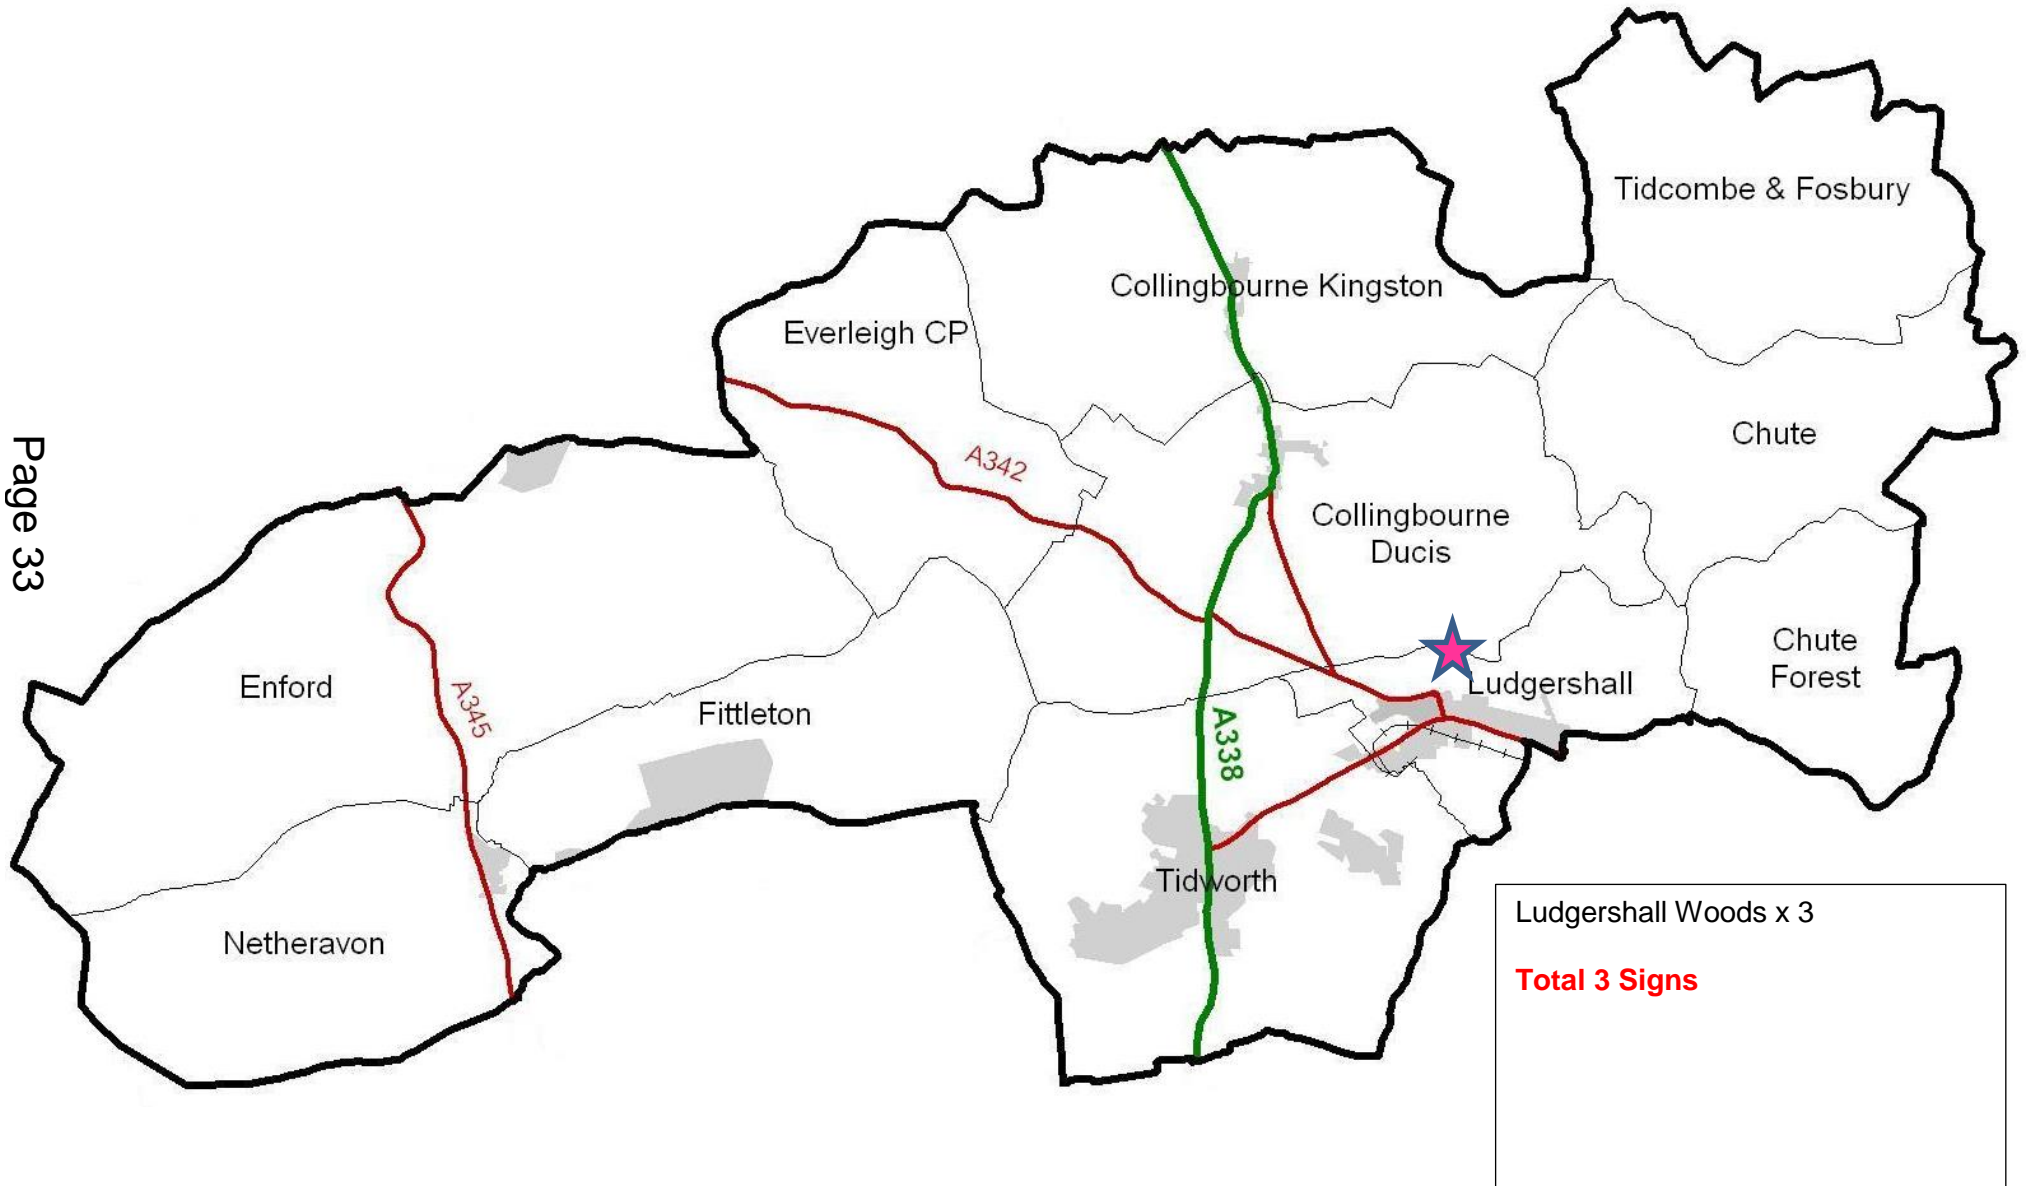 Tidcombe & Fosbury
Collingbourne Kingston
Everleigh CP
Chute
A342
Collingbourne
Ducis
Page 33
Chute
Forest
Enford
A345
Fittleton
Ludgershall
A338
Tidworth
Netheravon
Ludgershall Woods x 3
Total 3 Signs